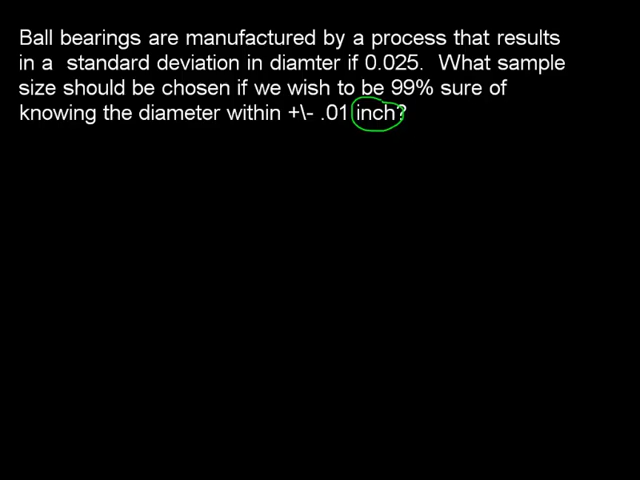 Ball bearings are manufactured by a process that results
in a standard deviation in diamter if 0.025. What sample
size should be chosen if we wish to be 99% sure of
knowing the diameter within +\- .01 inch?